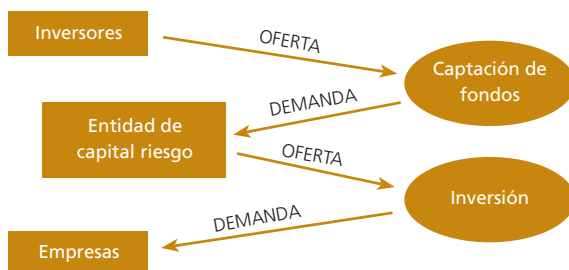 Inversores
OFERTA
Captación de
fondos
DEMANDA
Entidad de
capital riesgo
OFERTA
Inversión
DEMANDA
Empresas